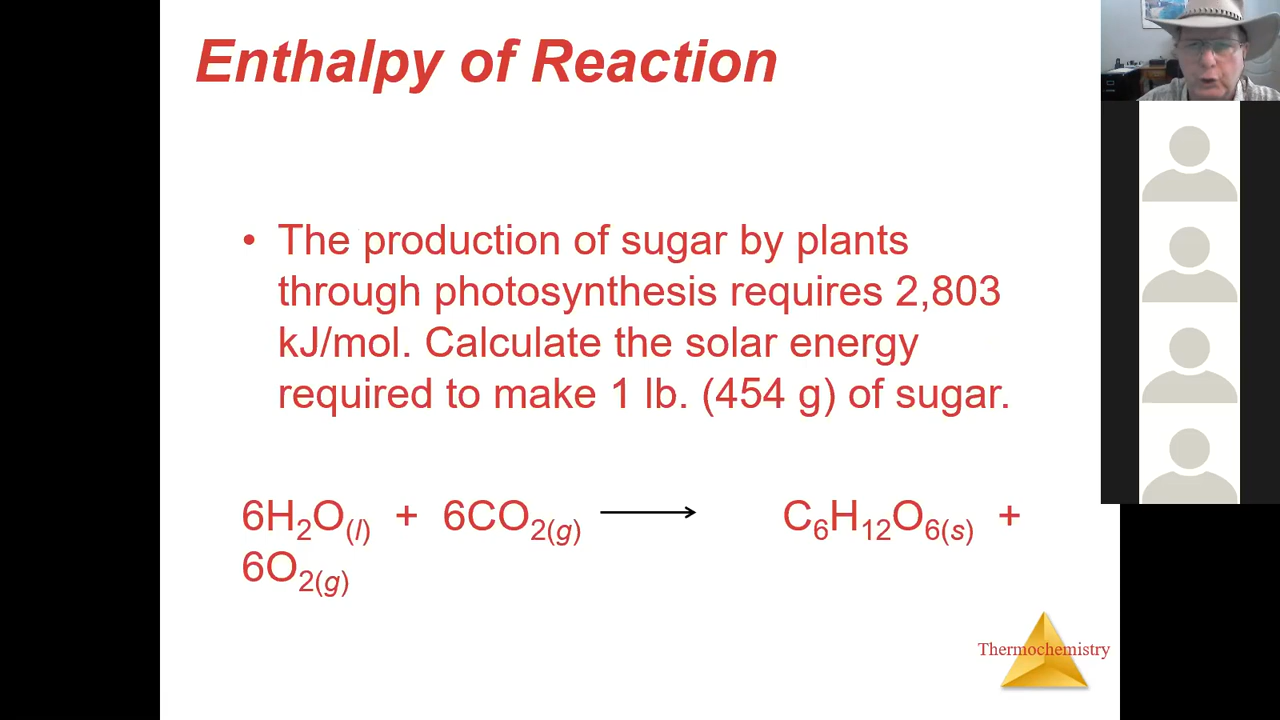 Enthalpy of Reaction
• The production of sugar by plants
through photosynthesis requires 2,803
kJ/mol. Calculate the solar energy
required to make 1 lb. (454 g) of sugar.
6H₂O(l) + 6CO₂(g) ⟶ C₆H₁₂O₆(s) +
6O₂(g)
Thermochemistry